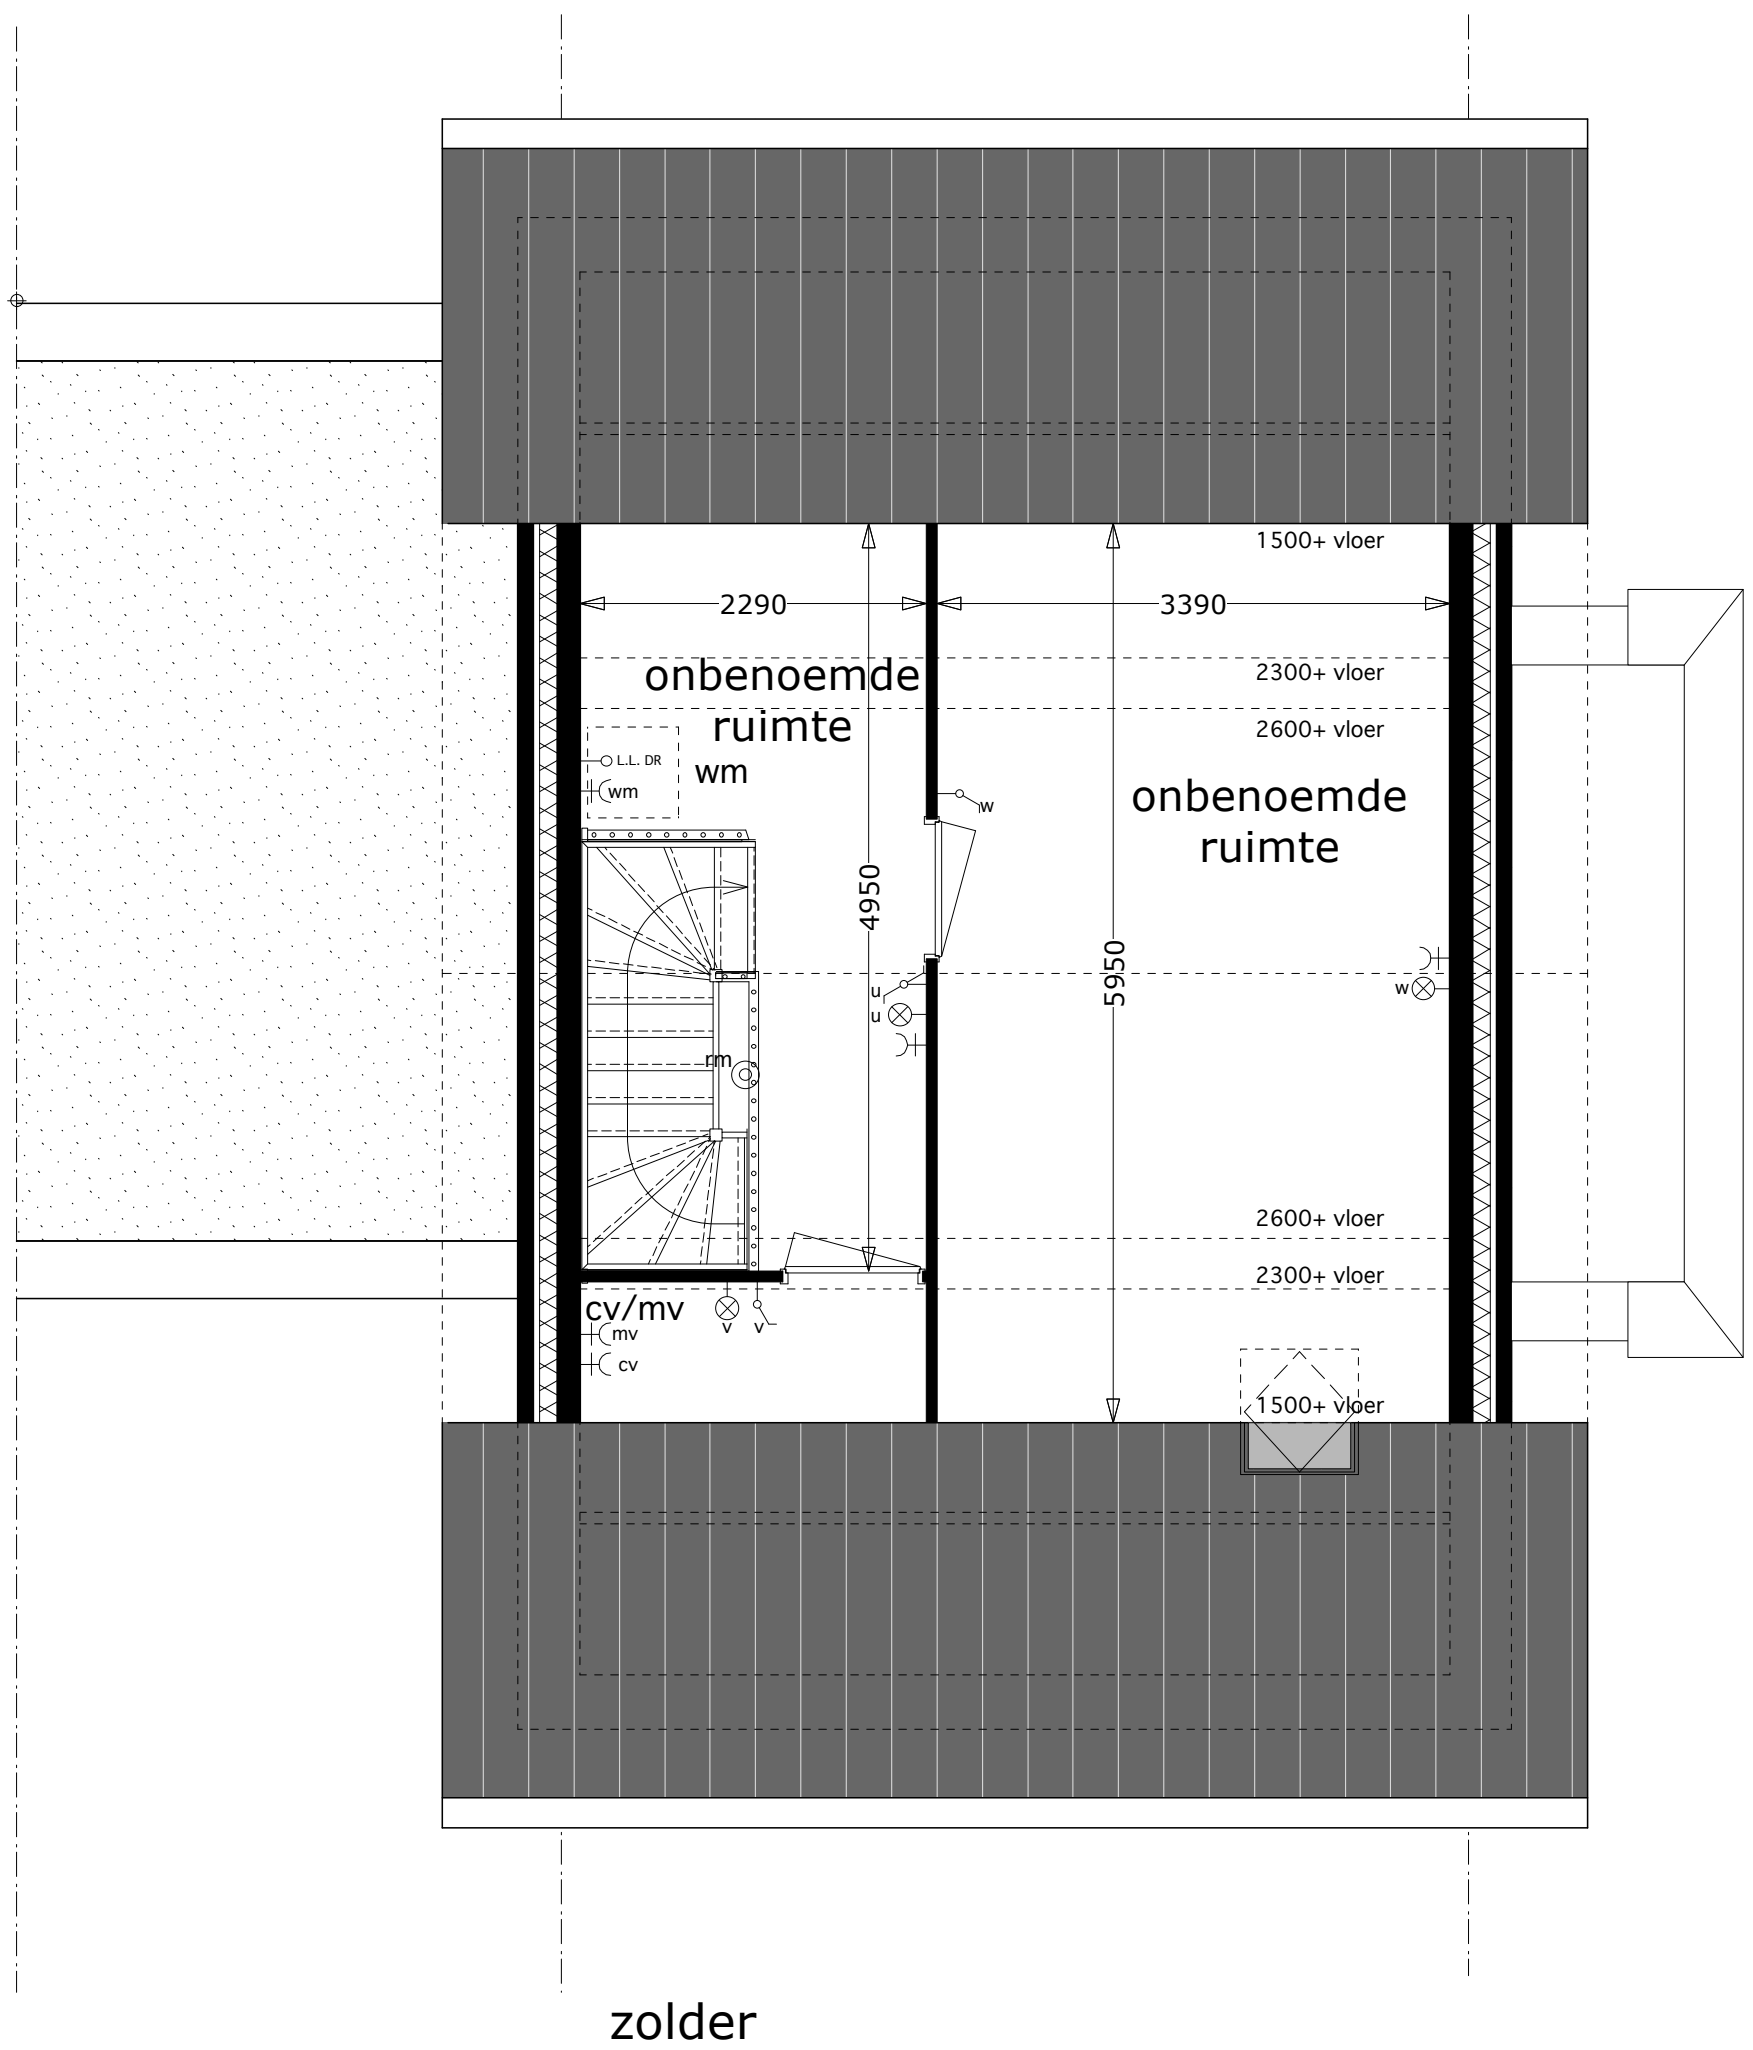 1500+ vloer
2290
3390
onbenoemde
ruimte
2300+ vloer
2600+ vloer
L.L. DR
wm
wm
w
onbenoemde
ruimte
4950
5950
u
u
w
rm
2600+ vloer
2300+ vloer
cv/mv
v
v
mv
cv
1500+ vloer
zolder